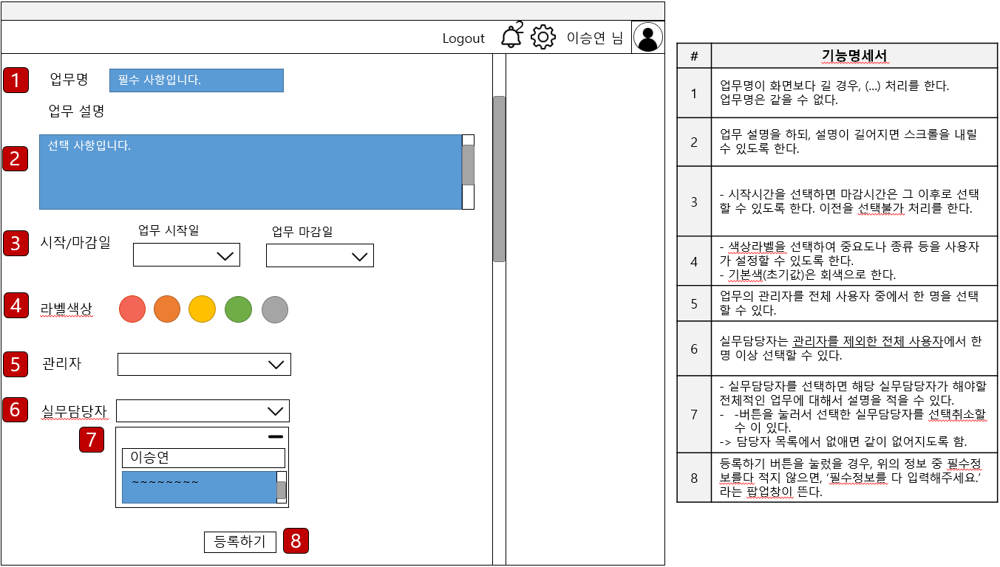 Logout 2 이승연 님
1 업무명 필수 사항입니다.
업무 설명
2 선택 사항입니다.
3 시작/마감일 업무 시작일 업무 마감일
4 라벨색상
5 관리자
6 실무담당자
7
이승연
~~~~~~~~
등록하기 8
# 기능명세서
1 업무명이 화면보다 길 경우, (...) 처리를 한다.
업무명은 같을 수 없다.
2 업무 설명을 하되, 설명이 길어지면 스크롤을 내릴
수 있도록 한다.
3 - 시작시간을 선택하면 마감시간은 그 이후로 선택
할 수 있도록 한다. 이전을 선택불가 처리를 한다.
4 - 색상라벨을 선택하여 중요도나 종류 등을 사용자
가 설정할 수 있도록 한다.
- 기본색(초기값)은 회색으로 한다.
5 업무의 관리자를 전체 사용자 중에서 한 명을 선택
할 수 있다.
6 실무담당자는 관리자를 제외한 전체 사용자에서 한
명 이상 선택할 수 있다.
7 - 실무담당자를 선택하면 해당 실무담당자가 해야할
전체적인 업무에 대해서 설명을 적을 수 있다.
- -버튼을 눌러서 선택한 실무담당자를 선택취소할
수 이 있다.
-> 담당자 목록에서 없애면 같이 없어지도록 함.
8 등록하기 버튼을 눌렀을 경우, 위의 정보 중 필수정
보를다 적지 않으면, ‘필수정보를 다 입력해주세요.’
라는 팝업창이 뜬다.